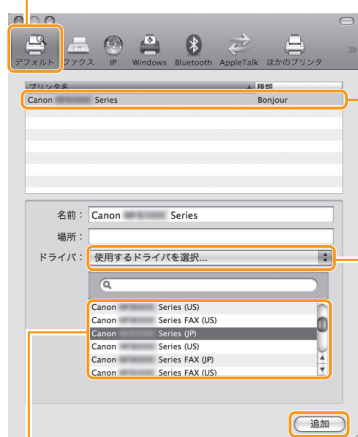 デフォルト ファクス IP Windows Bluetooth AppleTalk ほかのプリンタ
プリンタ名 種類
Canon Series Bonjour
名前: Canon Series
場所:
ドライバ: 使用するドライバを選択...
Canon Series (US)
Canon Series FAX (US)
Canon Series (JP)
Canon Series (US)
Canon Series FAX (JP)
Canon Series FAX (US)
追加